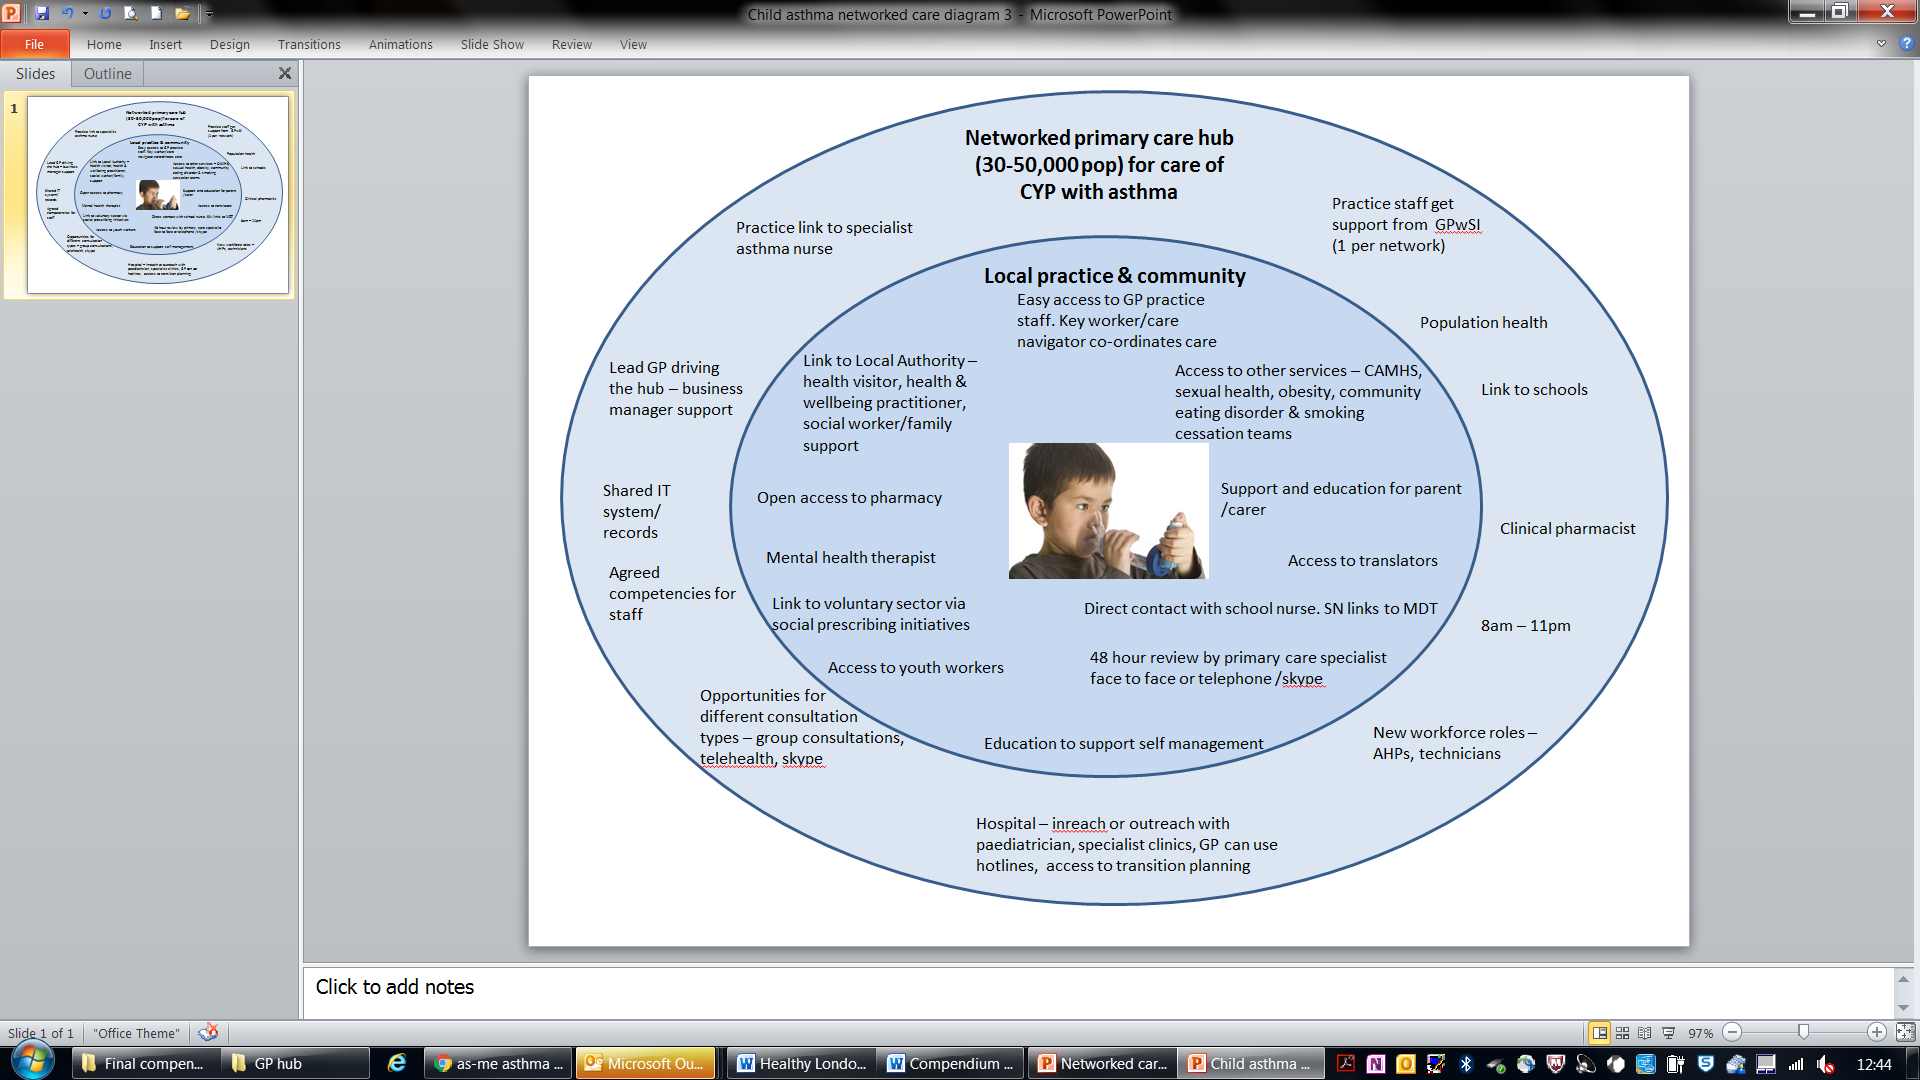 Child asthma networked care diagram 3 - Microsoft PowerPoint
File Home Insert Design Transitions Animations Slide Show Review View
Slides Outline
1
Networked primary care hub
(30-50,000 pop) for care of
CYP with asthma
Practice link to specialist
asthma nurse
Practice staff get
support from GPwSI
(1 per network)
Local practice & community
Easy access to GP practice
staff. Key worker/care
navigator co-ordinates care
Population health
Lead GP driving
the hub – business
manager support
Link to Local Authority –
health visitor, health &
wellbeing practitioner,
social worker/family
support
Access to other services – CAMHS,
sexual health, obesity, community
eating disorder & smoking
cessation teams
Link to schools
Shared IT
system/
records
Open access to pharmacy
Support and education for parent
/carer
Clinical pharmacist
Mental health therapist
Access to translators
Agreed
competencies for
staff
Link to voluntary sector via
social prescribing initiatives
Direct contact with school nurse. SN links to MDT
8am – 11pm
Access to youth workers
48 hour review by primary care specialist
face to face or telephone /skype
Opportunities for
different consultation
types – group consultations,
telehealth, skype
Education to support self management
New workforce roles –
AHPs, technicians
Hospital – inreach or outreach with
paediatrician, specialist clinics, GP can use
hotlines, access to transition planning
Click to add notes
Slide 1 of 1 "Office Theme" 97%
Final compen... GP hub as-me asthma ... Microsoft Ou... Healthy Londo... Compendium ... Networked car... Child asthma ... 12:44